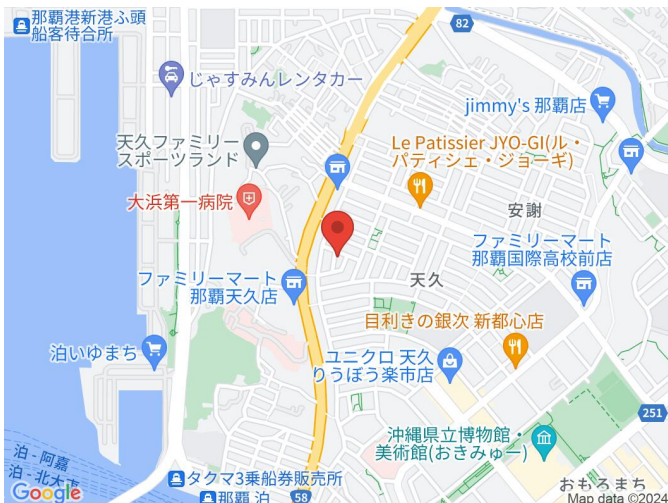 那覇港新港ふ頭
船客待合所
82
じゃすみんレンタカー
jimmy's 那覇店
天久ファミリー
スポーツランド
Le Patissier JYO-GI(ル・
パティシェ・ジョーギ)
大浜第一病院
安謝
ファミリーマート
那覇国際高校前店
ファミリーマート
那覇天久店
天久
目利きの銀次 新都心店
泊いゆまち
ユニクロ 天久
りうぼう楽市店
251
沖縄県立博物館・
美術館(おきみゅー)
泊 - 阿嘉
泊 - 北大
タクマ3乗船券販売所
おもろまち
Google
那覇 泊
58
Map data ©2024